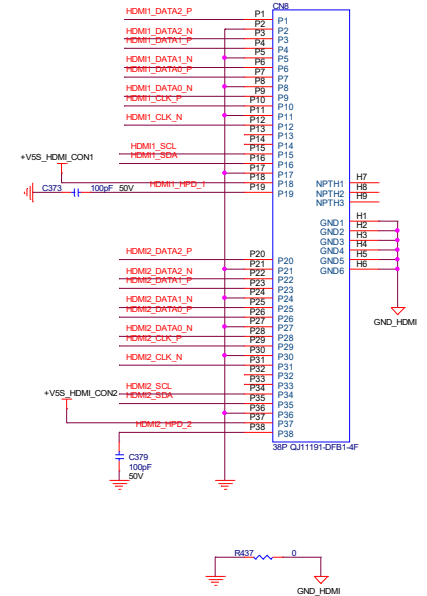 CN8
HDMI1_DATA2_P P1 P1
P2 P2
HDMI1_DATA2_N P3 P3
HDMI1_DATA1_P P4 P4
P5 P5
HDMI1_DATA1_N P6 P6
HDMI1_DATA0_P P7 P7
P8 P8
HDMI1_DATA0_N P9 P9
HDMI1_CLK_P P10 P10
P11 P11
HDMI1_CLK_N P12 P12
P13 P13
P14 P14
HDMI1_SCL P15 P15
+V5S_HDMI_CON1 HDMI1_SDA P16 P16
P17 P17
HDMI1_HPD_1 P18 P18 NPTH1 H7
C373 100pF 50V P19 P19 NPTH2 H8
NPTH3 H9
GND1 H1
GND2 H2
GND3 H3
GND4 H4
GND5 H5
GND6 H6
HDMI2_DATA2_P P20 P20
P21 P21
HDMI2_DATA2_N P22 P22
HDMI2_DATA1_P P23 P23
P24 P24
HDMI2_DATA1_N P25 P25
HDMI2_DATA0_P P26 P26
P27 P27
HDMI2_DATA0_N P28 P28
HDMI2_CLK_P P29 P29
P30 P30
HDMI2_CLK_N P31 P31
P32 P32
P33 P33
HDMI2_SCL P34 P34
+V5S_HDMI_CON2 HDMI2_SDA P35 P35
P36 P36
HDMI2_HPD_2 P37 P37
P38 P38
GND_HDMI
38P QJ11191-DFB1-4F
C379
100pF
50V
R437 0
GND_HDMI